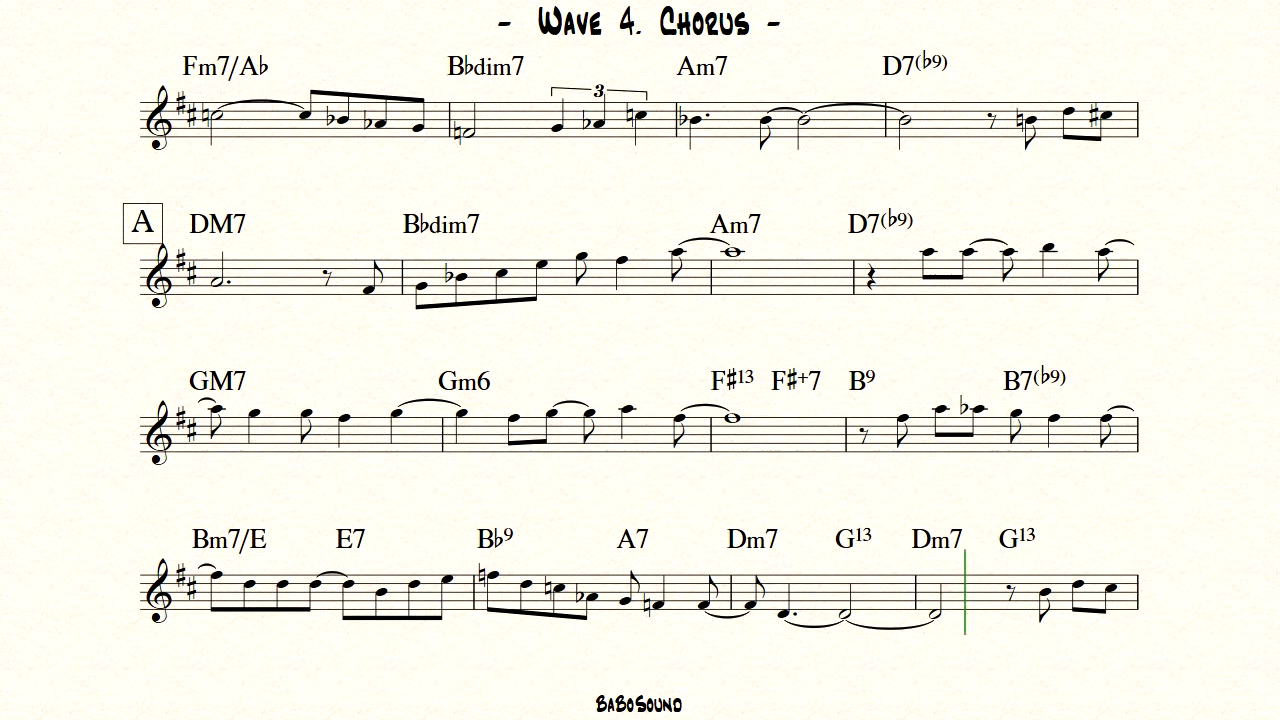 - Wave 4. Chorus -
Fm7/A♭ B♭dim7 Am7 D7(♭9)
3
A DM7 B♭dim7 Am7 D7(♭9)
GM7 Gm6 F♯13 F♯+7 B9 B7(♭9)
Bm7/E E7 B♭9 A7 Dm7 G13 Dm7 G13
BaBoSound